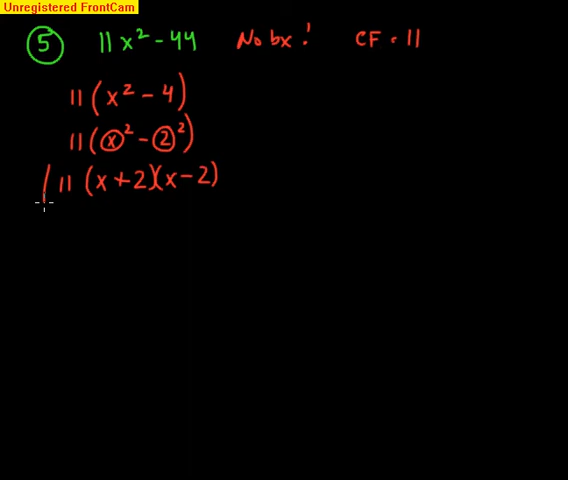 Unregistered FrontCam
5 11x² - 44 No bx! CF = 11
11(x² - 4)
11(x² - 2²)
11(x + 2)(x - 2)